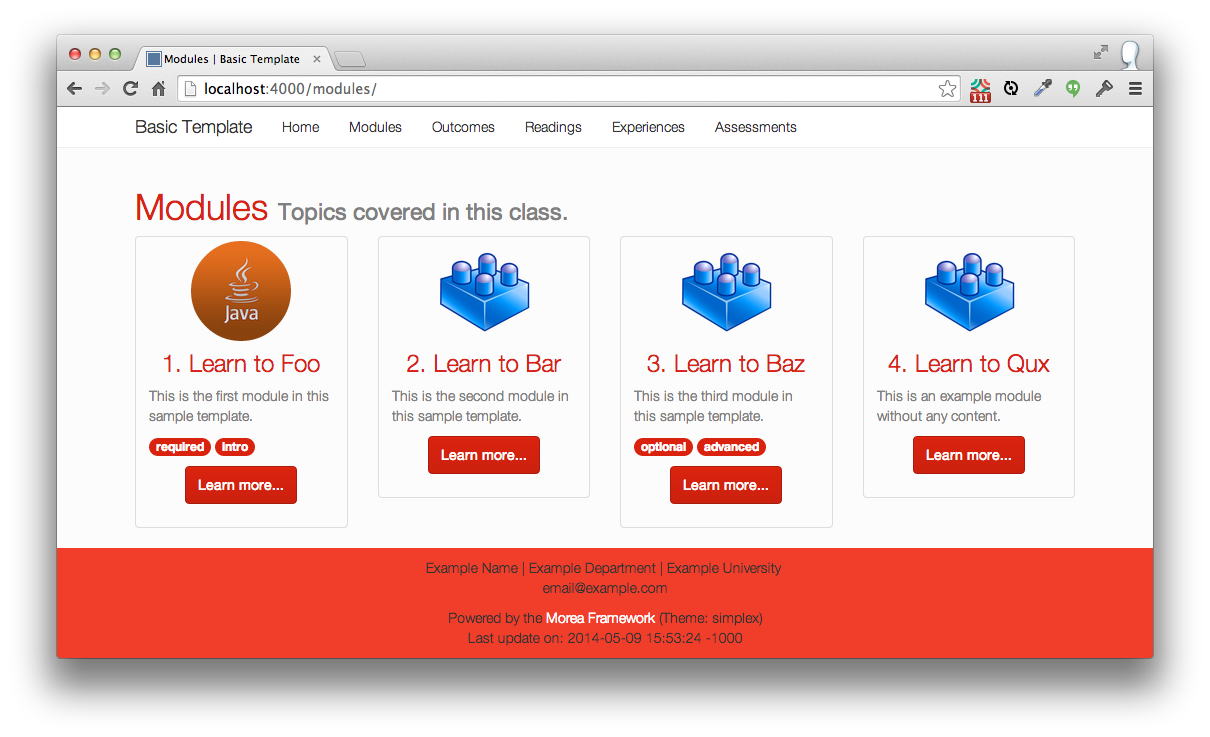 Modules | Basic Template
localhost:4000/modules/
111
Basic Template Home Modules Outcomes Readings Experiences Assessments
Modules Topics covered in this class.
Java
1. Learn to Foo
This is the first module in this
sample template.
required intro
Learn more...
2. Learn to Bar
This is the second module in
this sample template.
Learn more...
3. Learn to Baz
This is the third module in
this sample template.
optional advanced
Learn more...
4. Learn to Qux
This is an example module
without any content.
Learn more...
Example Name | Example Department | Example University
email@example.com
Powered by the Morea Framework (Theme: simplex)
Last update on: 2014-05-09 15:53:24 -1000